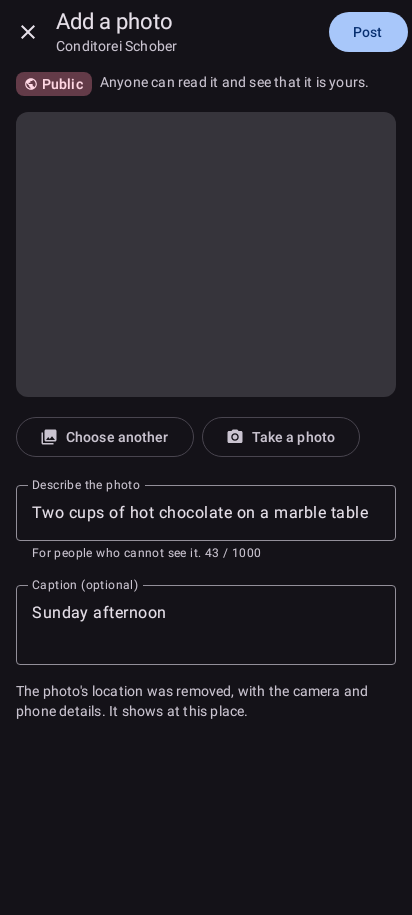 Add a photo
Conditorei Schober
Post
Public
Anyone can read it and see that it is yours.
Choose another
Take a photo
Describe the photo
Two cups of hot chocolate on a marble table
For people who cannot see it. 43 / 1000
Caption (optional)
Sunday afternoon
The photo's location was removed, with the camera and
phone details. It shows at this place.